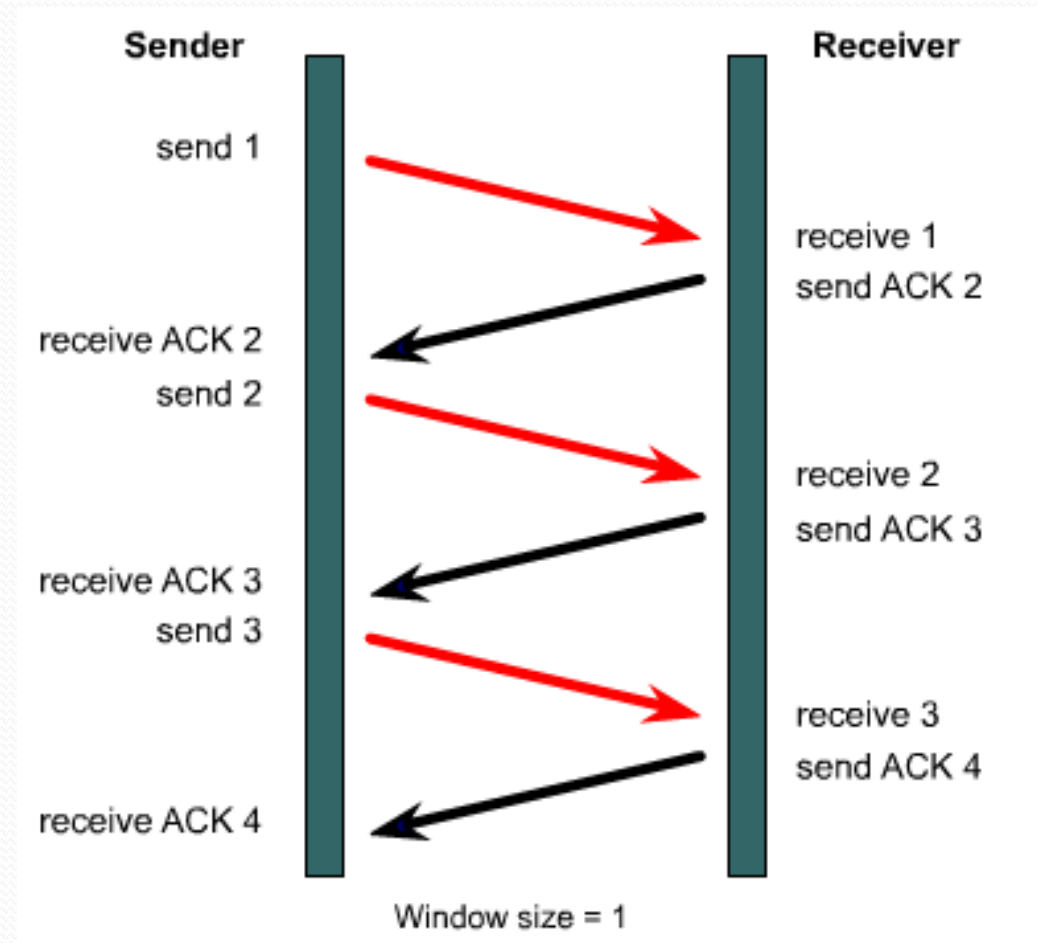 Sender
Receiver
send 1
receive 1
send ACK 2
receive ACK 2
send 2
receive 2
send ACK 3
receive ACK 3
send 3
receive 3
send ACK 4
receive ACK 4
Window size = 1